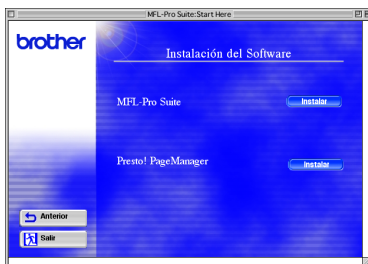 MFL-Pro Suite:Start Here
brother
Instalación del Software
MFL-Pro Suite
Instalar
Presto! PageManager
Instalar
Anterior
Salir